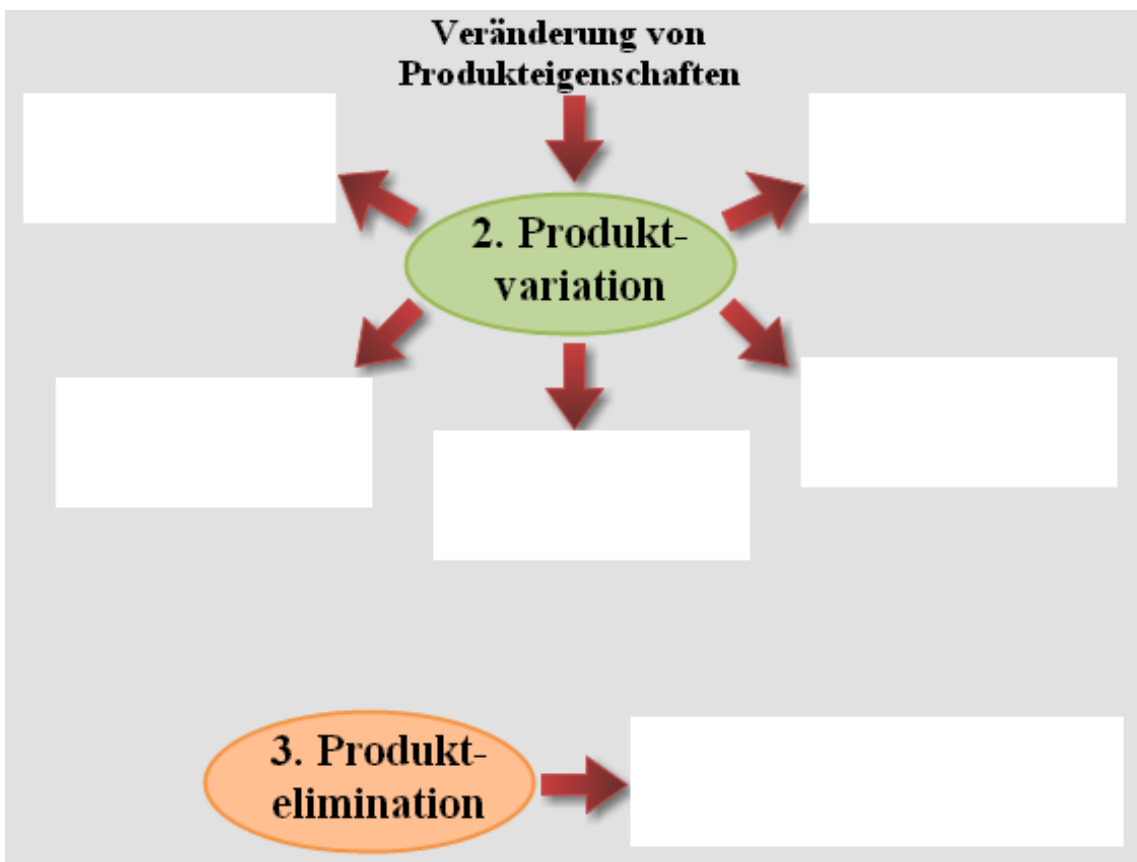 Veränderung von
Produkteigenschaften
2. Produkt-
variation
3. Produkt-
elimination